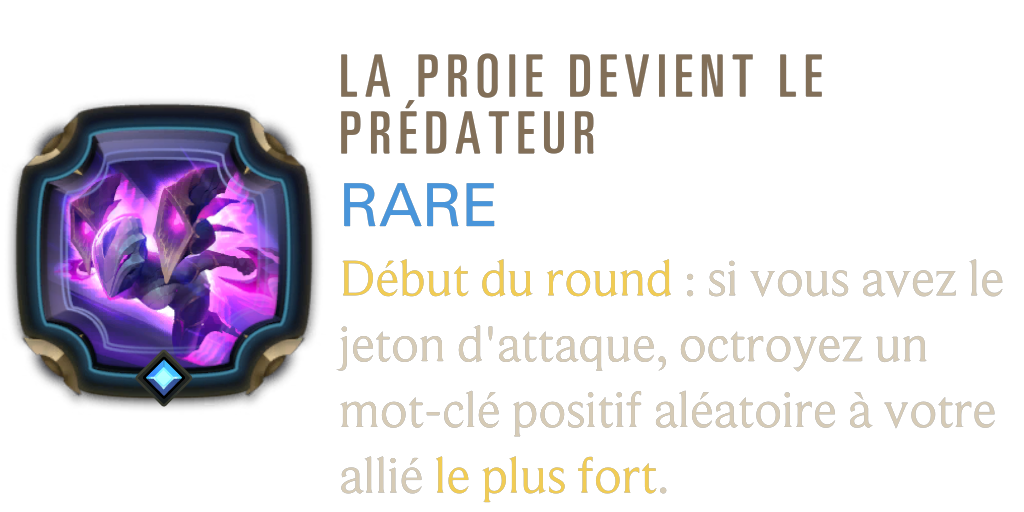 LA PROIE DEVIENT LE
PRÉDATEUR
RARE
Début du round : si vous avez le
jeton d'attaque, octroyez un
mot-clé positif aléatoire à votre
allié le plus fort.